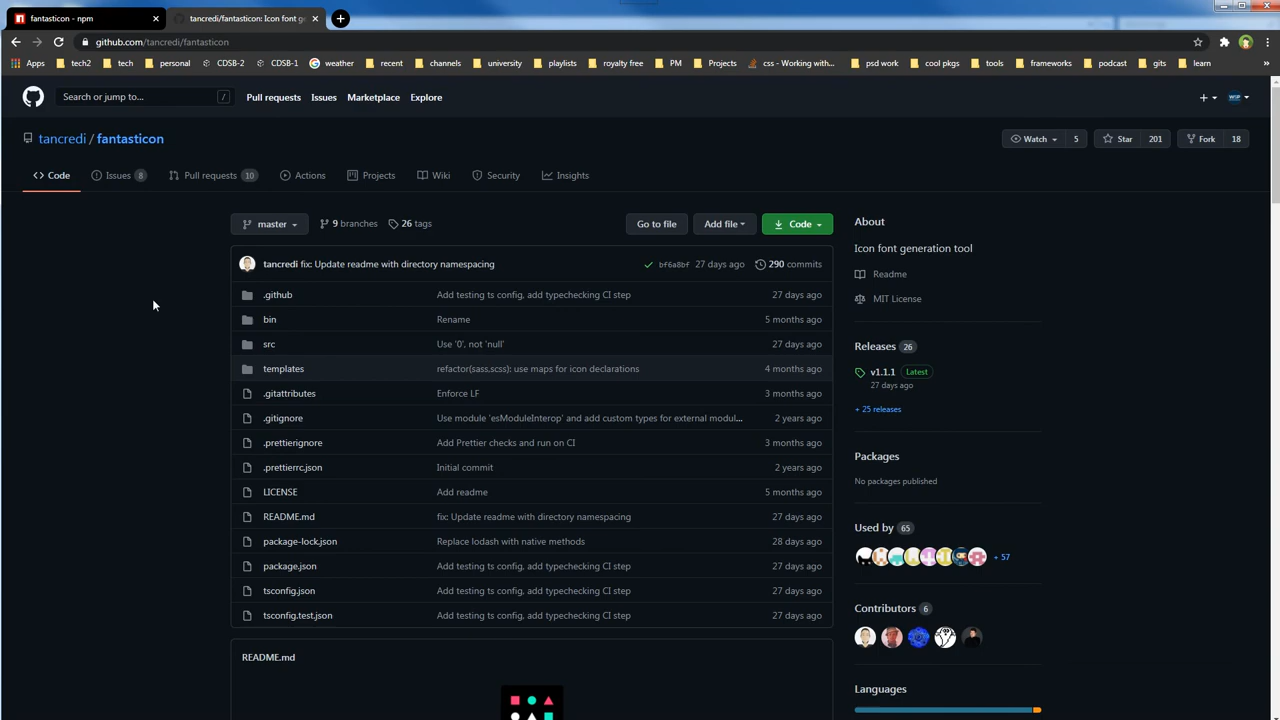 fantasticon - npm
tancredi/fantasticon: Icon font ge
github.com/tancredi/fantasticon
Apps tech2 tech personal CDSB-2 CDSB-1 weather recent channels university playlists royalty free PM Projects css - Working with... psd work cool pkgs tools frameworks podcast gits learn
Search or jump to... /
Pull requests Issues Marketplace Explore
tancredi / fantasticon
Watch 5 Star 201 Fork 18
Code Issues 8 Pull requests 10 Actions Projects Wiki Security Insights
master 9 branches 26 tags Go to file Add file Code
tancredi fix: Update readme with directory namespacing bf6a8bf 27 days ago 290 commits
.github Add testing ts config, add typechecking CI step 27 days ago
bin Rename 5 months ago
src Use '0', not 'null' 27 days ago
templates refactor(sass,scss): use maps for icon declarations 4 months ago
.gitattributes Enforce LF 3 months ago
.gitignore Use module 'esModuleInterop' and add custom types for external modul... 2 years ago
.prettierignore Add Prettier checks and run on CI 3 months ago
.prettierrc.json Initial commit 2 years ago
LICENSE Add readme 5 months ago
README.md fix: Update readme with directory namespacing 27 days ago
package-lock.json Replace lodash with native methods 28 days ago
package.json Add testing ts config, add typechecking CI step 27 days ago
tsconfig.json Add testing ts config, add typechecking CI step 27 days ago
tsconfig.test.json Add testing ts config, add typechecking CI step 27 days ago
README.md
About
Icon font generation tool
Readme
MIT License
Releases 26
v1.1.1 Latest
27 days ago
+ 25 releases
Packages
No packages published
Used by 65
+ 57
Contributors 6
Languages